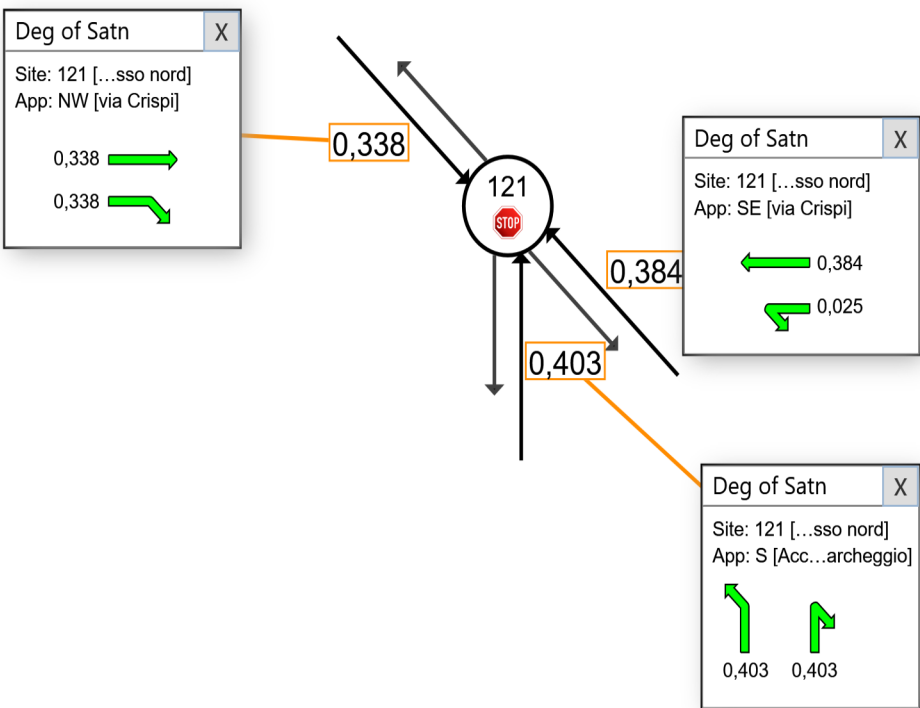 Deg of Satn X
Site: 121 [...sso nord]
App: NW [via Crispi]
0,338
0,338
0,338
121
STOP
Deg of Satn X
Site: 121 [...sso nord]
App: SE [via Crispi]
0,384
0,025
0,384
0,403
Deg of Satn X
Site: 121 [...sso nord]
App: S [Acc...archeggio]
0,403 0,403